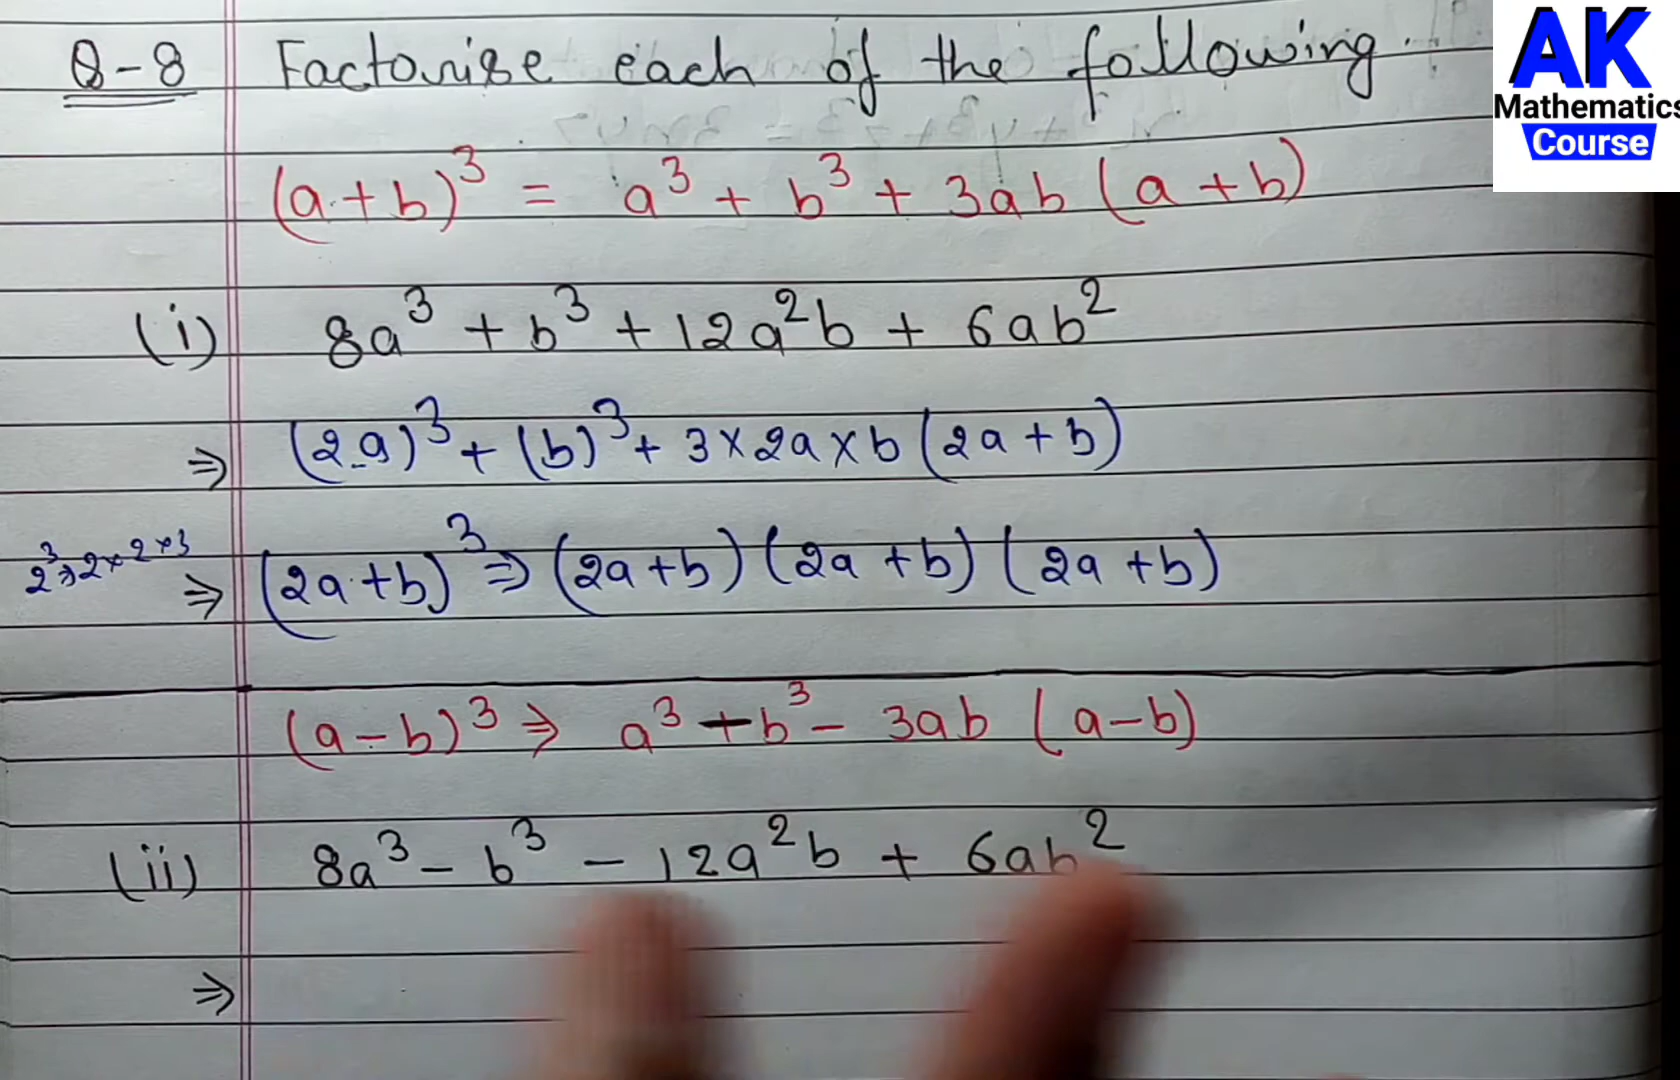 AK
Mathematics
Course
Q-8 Factorise each of the following.
(a+b)³ = a³ + b³ + 3ab (a+b)
(i) 8a³ + b³ + 12a²b + 6ab²
⇒ (2a)³ + (b)³ + 3×2a×b (2a+b)
2³⇒2×2×3
⇒ (2a+b)³ ⇒ (2a+b) (2a+b) (2a+b)
(a-b)³ ⇒ a³ - b³ - 3ab (a-b)
(ii) 8a³ - b³ - 12a²b + 6ab²
⇒